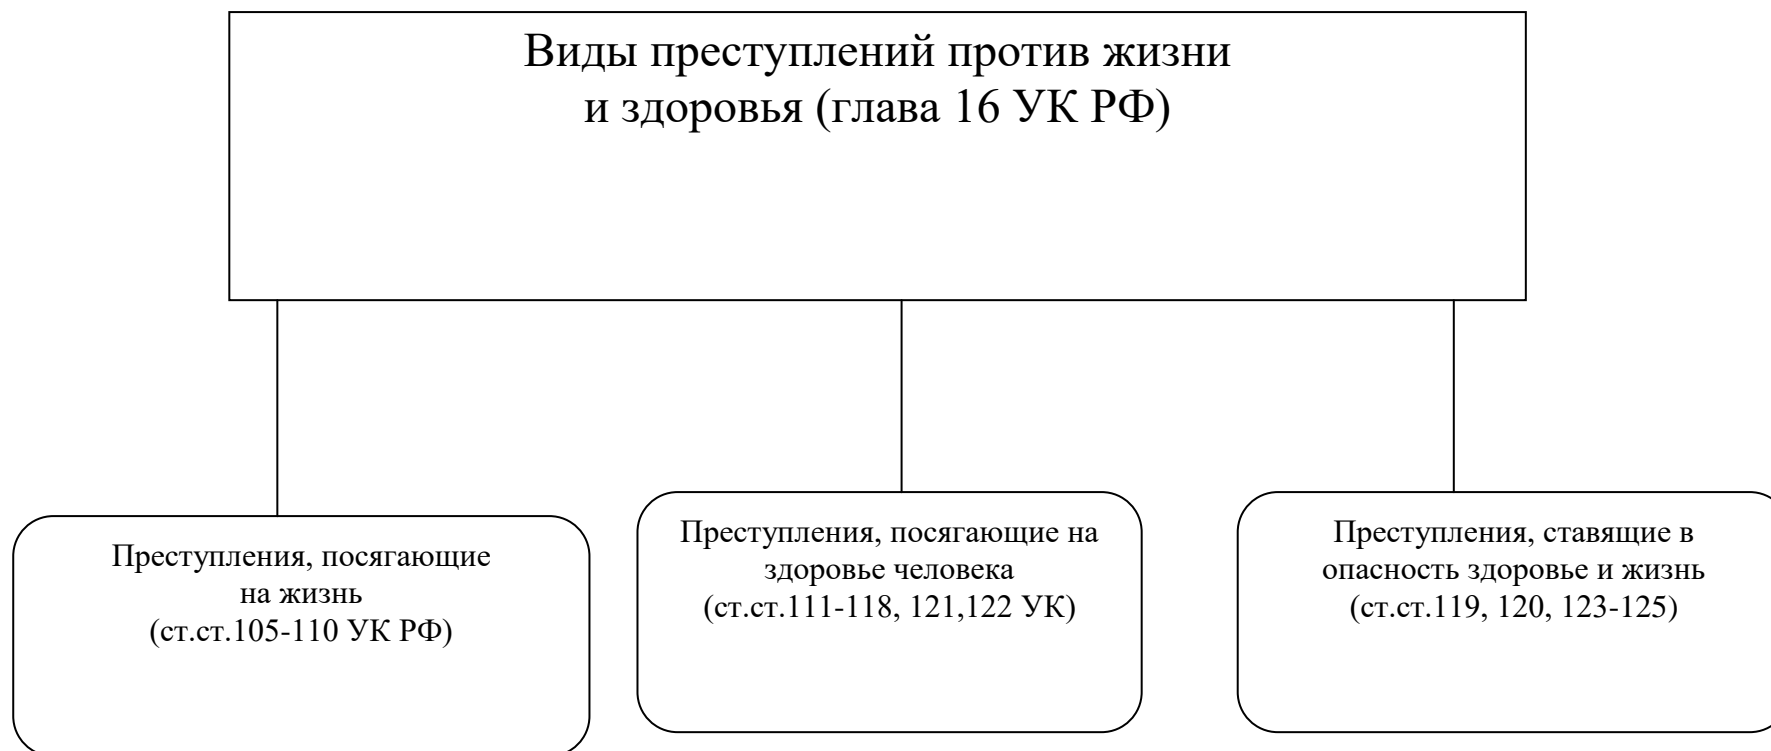 Виды преступлений против жизни
и здоровья (глава 16 УК РФ)
Преступления, посягающие
на жизнь
(ст.ст.105-110 УК РФ)
Преступления, посягающие на
здоровье человека
(ст.ст.111-118, 121,122 УК)
Преступления, ставящие в
опасность здоровье и жизнь
(ст.ст.119, 120, 123-125)